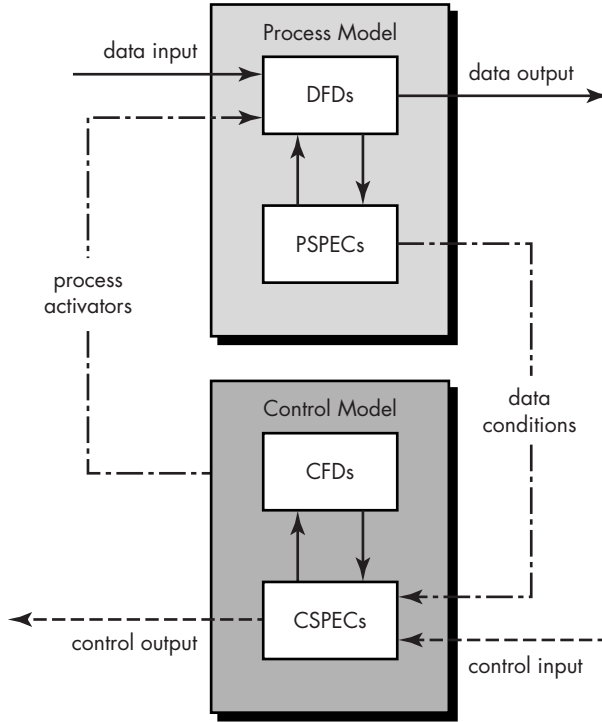 Process Model
data input
DFDs
data output
PSPECs
process
activators
data
conditions
Control Model
CFDs
CSPECs
control output
control input